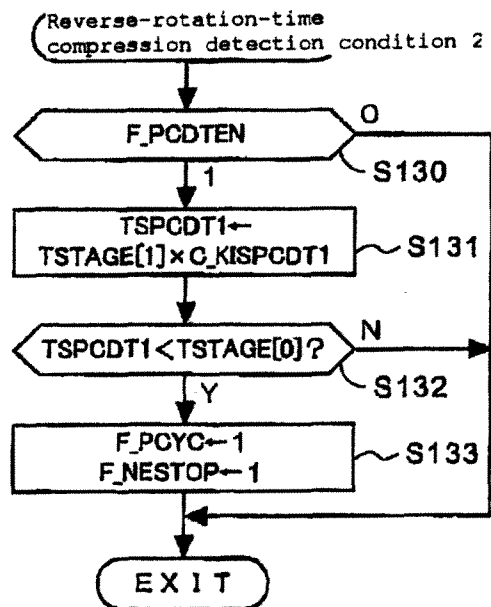 Reverse-rotation-time
compression detection condition 2
F_PCDTEN
0
S130
1
TSPCDT1←
TSTAGE[1]×C_KISPCDT1
S131
TSPCDT1<TSTAGE[0]?
N
S132
Y
F_PCYC←1
F_NESTOP←1
S133
EXIT